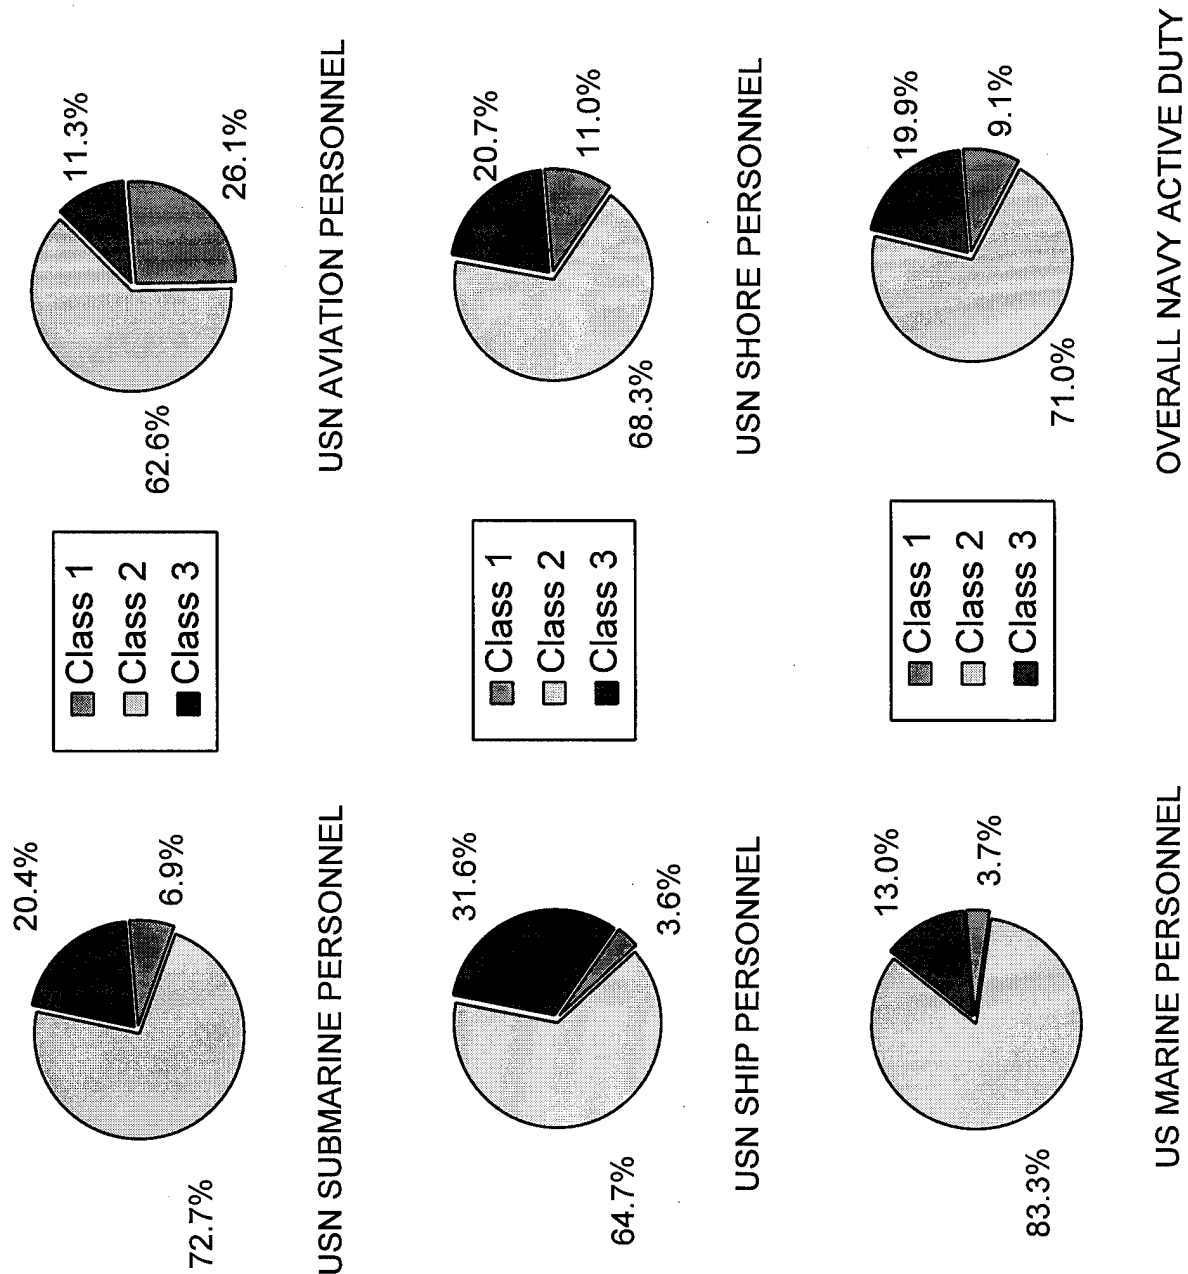 20.4%
6.9%
72.7%
USN SUBMARINE PERSONNEL
Class 1
Class 2
Class 3
11.3%
62.6%
26.1%
USN AVIATION PERSONNEL
31.6%
64.7%
3.6%
USN SHIP PERSONNEL
Class 1
Class 2
Class 3
20.7%
11.0%
68.3%
USN SHORE PERSONNEL
13.0%
3.7%
83.3%
US MARINE PERSONNEL
Class 1
Class 2
Class 3
19.9%
9.1%
71.0%
OVERALL NAVY ACTIVE DUTY